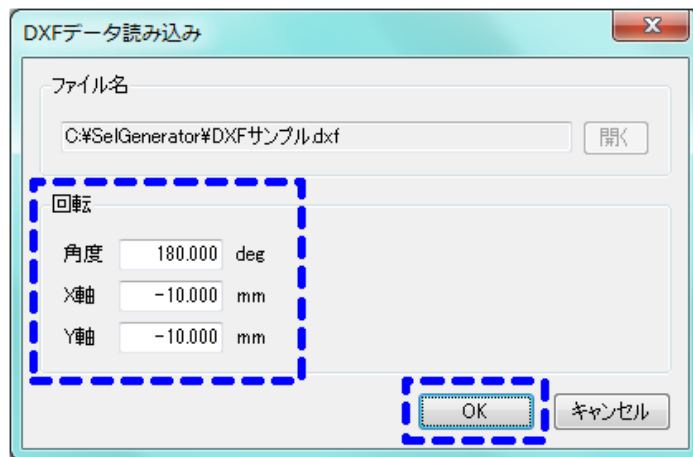 DXFデータ読み込み
ファイル名
C:¥SelGenerator¥DXFサンプル.dxf 開く
回転
角度 180.000 deg
X軸 -10.000 mm
Y軸 -10.000 mm
OK キャンセル